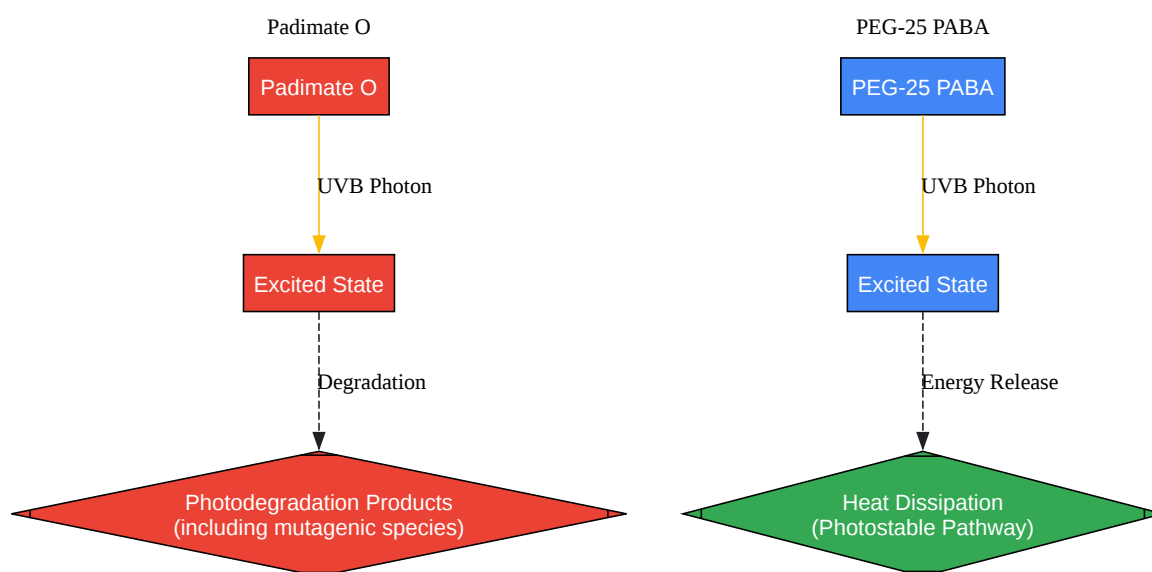 Padimate O
Padimate O
UVB Photon
Excited State
Degradation
Photodegradation Products
(including mutagenic species)
PEG-25 PABA
PEG-25 PABA
UVB Photon
Excited State
Energy Release
Heat Dissipation
(Photostable Pathway)